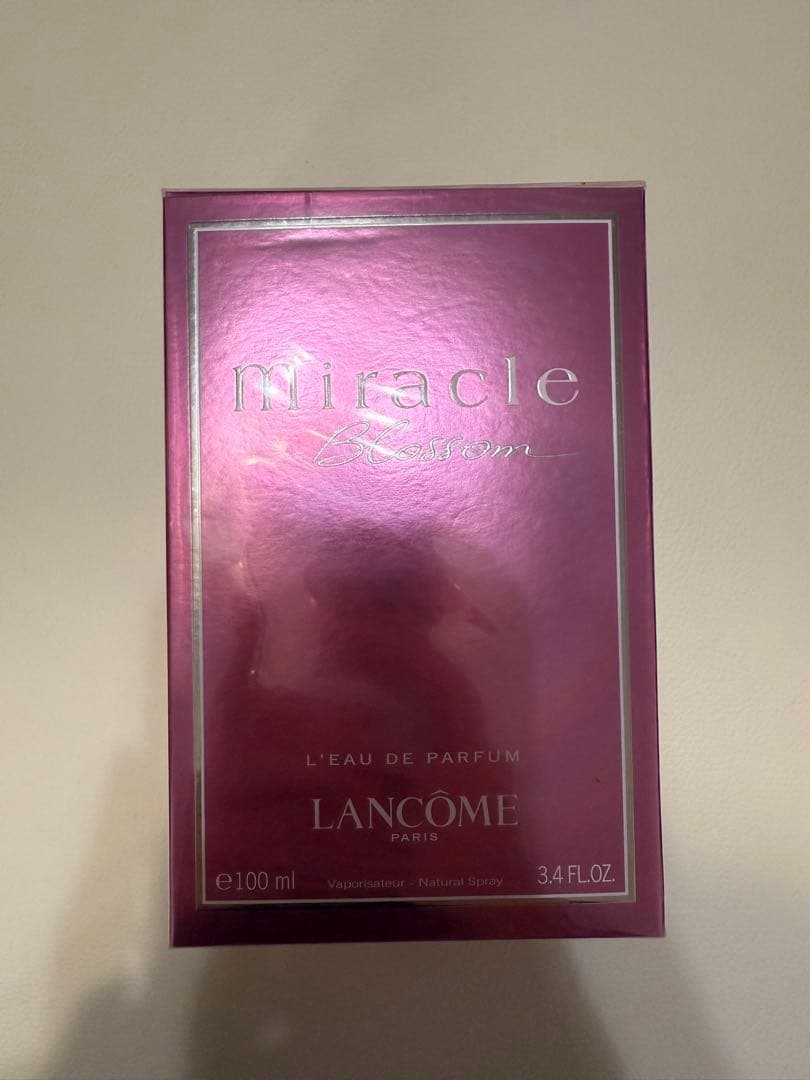 miracle
Blossom
L'EAU DE PARFUM
LANCÔME
PARIS
℮100 ml Vaporisateur - Natural Spray 3.4 FL.OZ.